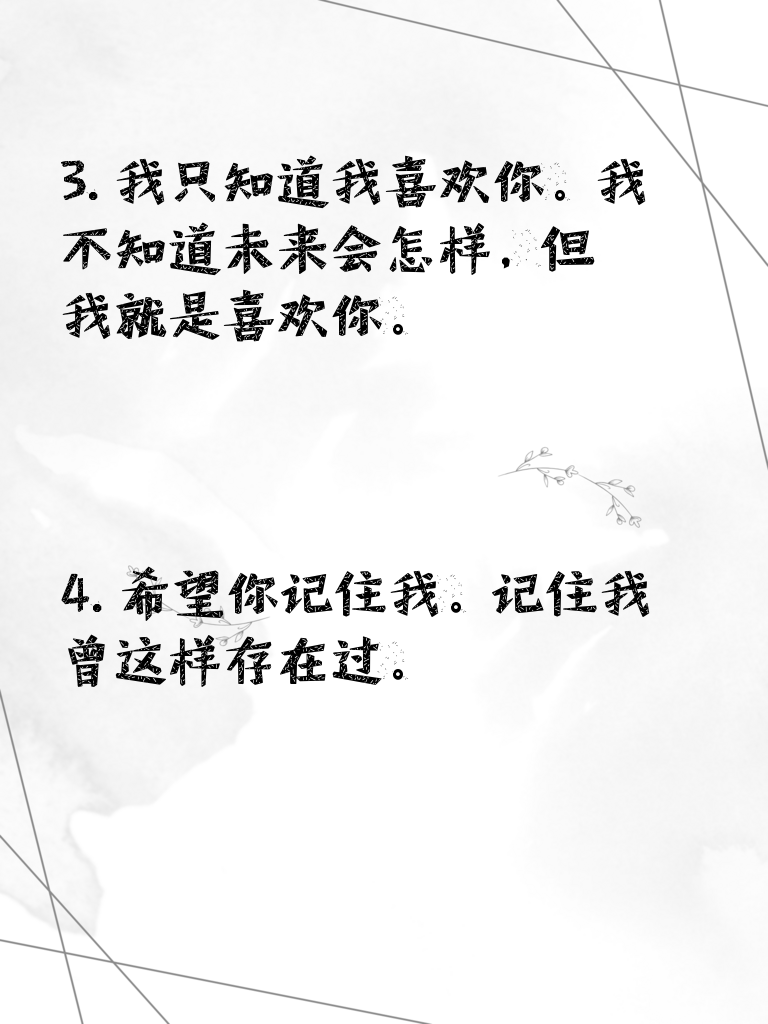 3. 我只知道我喜欢你。我
不知道未来会怎样，但
我就是喜欢你。
4. 希望你记住我。记住我
曾这样存在过。